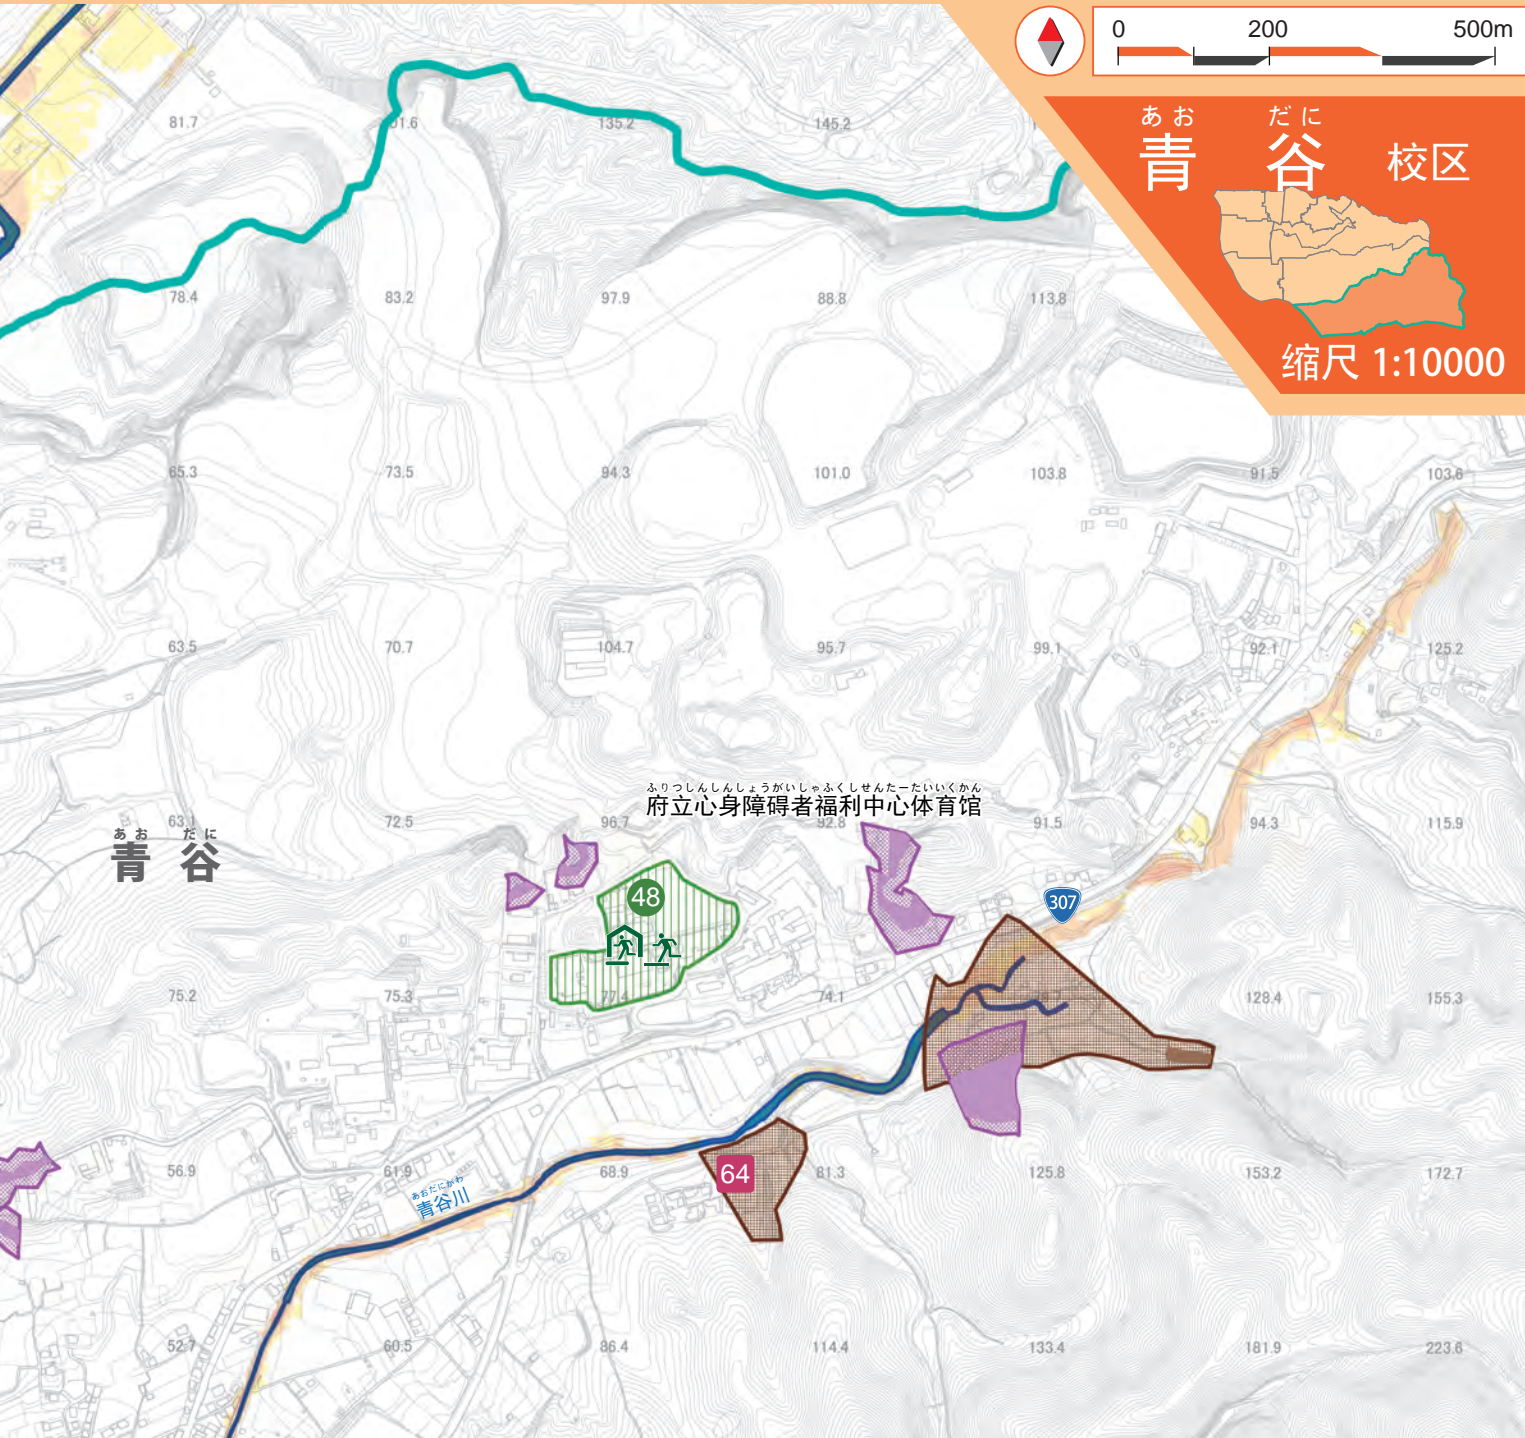 0 200 500m
あお だに
青 谷 校区
缩尺 1:10000
81.7 135.2 145.2
78.4 83.2 97.9 88.8 113.8
65.3 73.5 94.3 101.0 103.8 91.5 103.6
63.5 70.7 104.7 95.7 99.1 92.1 125.2
ふりつしんしんしょうがいしゃふくしせんたーたいいくかん
府立心身障碍者福利中心体育馆
63.1 72.5 96.7 92.8 91.5 94.3 115.9
あお だに
青 谷
48
307
75.2 75.3 77.4 74.1 128.4 155.3
56.9 61.9 68.9 81.3 125.8 153.2 172.7
64
あおだにがわ
青谷川
52.7 60.5 86.4 114.4 133.4 181.9 223.6